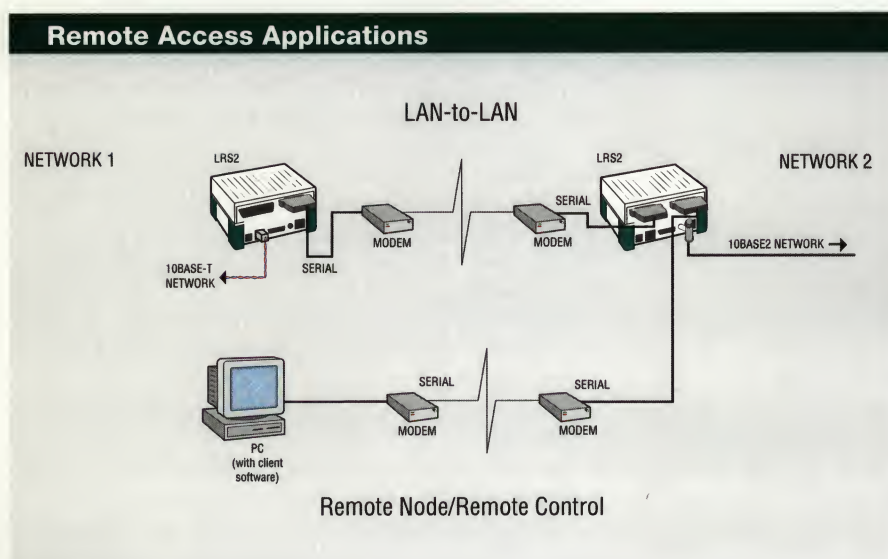 Remote Access Applications
LAN-to-LAN
NETWORK 1
LRS2
LRS2
NETWORK 2
SERIAL
MODEM
MODEM
10BASE2 NETWORK
10BASE-T
NETWORK
SERIAL
SERIAL
SERIAL
MODEM
MODEM
PC
(with client
software)
Remote Node/Remote Control